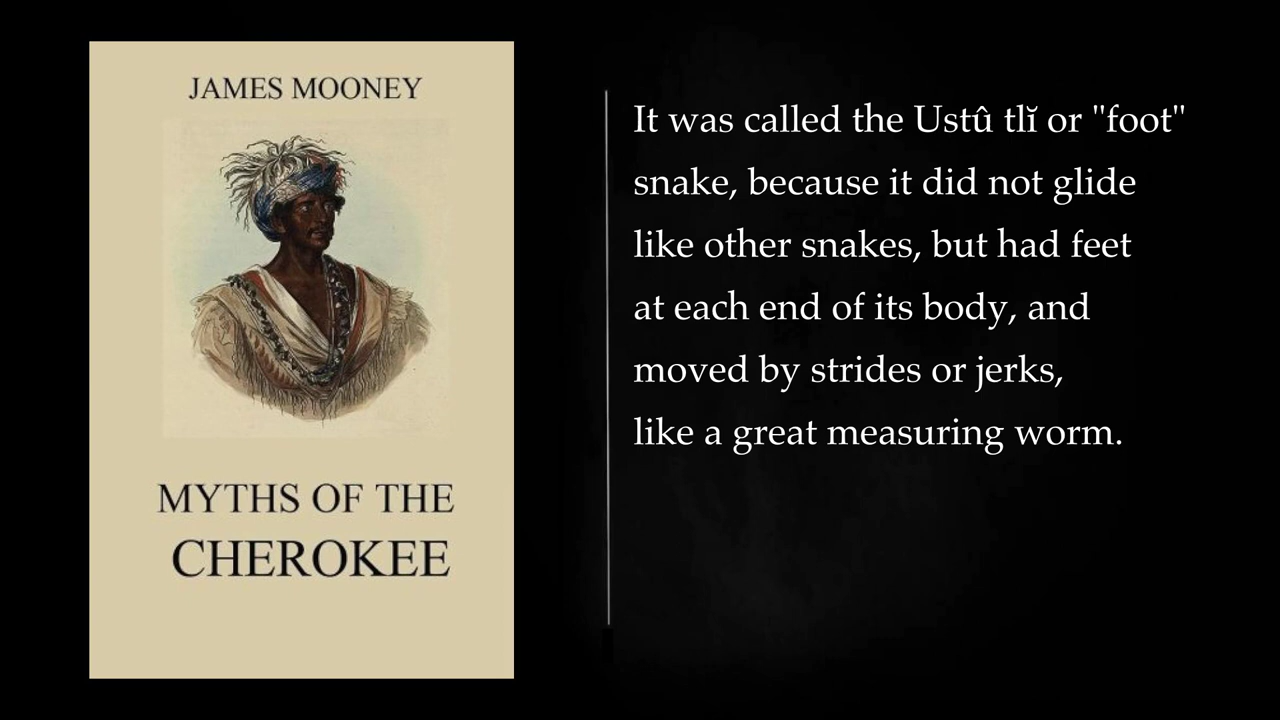 JAMES MOONEY
MYTHS OF THE
CHEROKEE
It was called the Ustû tlĭ or "foot"
snake, because it did not glide
like other snakes, but had feet
at each end of its body, and
moved by strides or jerks,
like a great measuring worm.